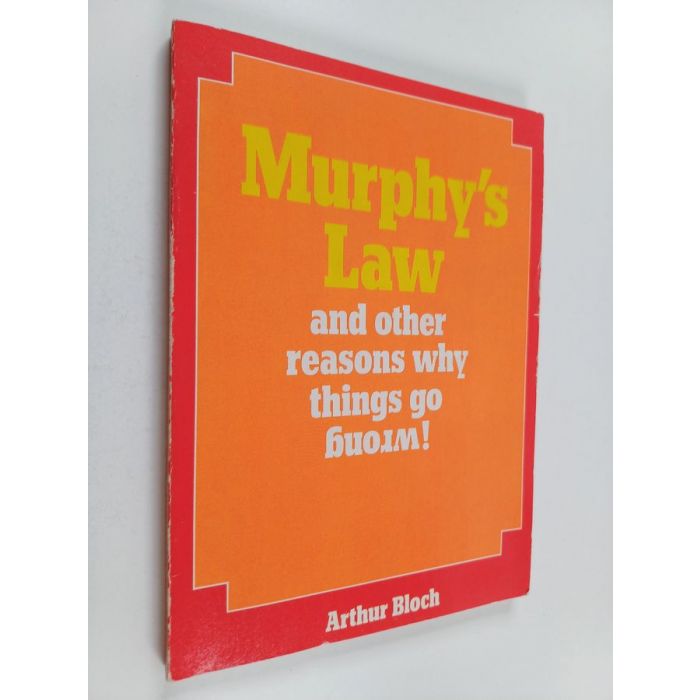 Murphy's
Law
and other
reasons why
things go
wrong!
Arthur Bloch